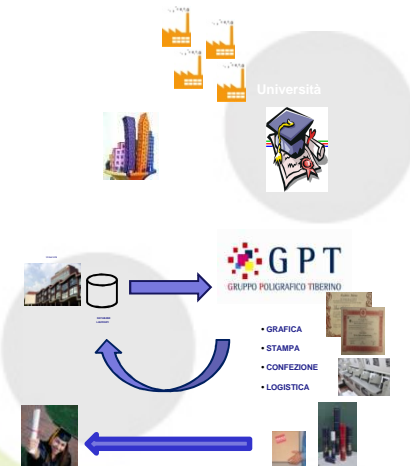 Università
GPT
GRUPPO POLIGRAFICO TIBERINO
• GRAFICA
• STAMPA
• CONFEZIONE
• LOGISTICA